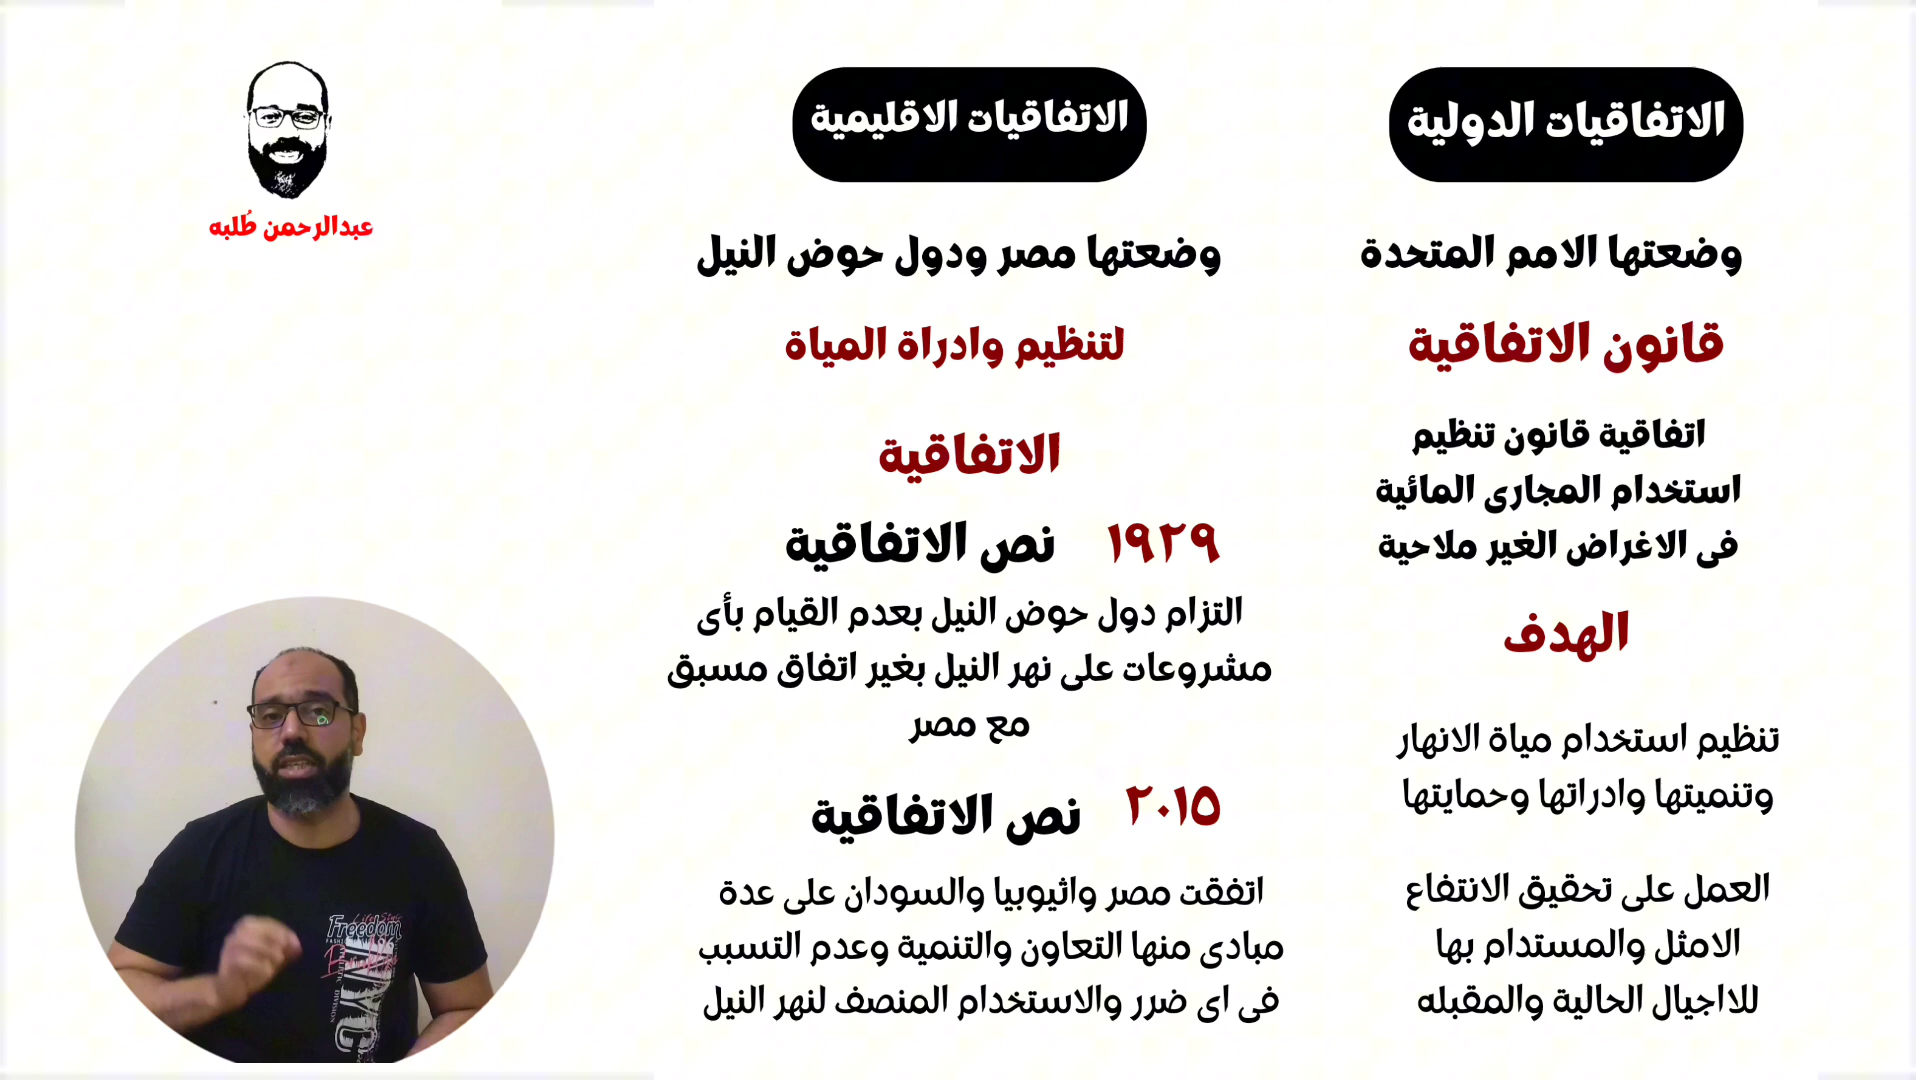 الاتفاقيات الدولية
وضعتها الامم المتحدة
قانون الاتفاقية
اتفاقية قانون تنظيم
استخدام المجارى المائية
فى الاغراض الغير ملاحية
الهدف
تنظيم استخدام مياة الانهار
وتنميتها وادراتها وحمايتها
العمل على تحقيق الانتفاع
الامثل والمستدام بها
للااجيال الحالية والمقبله
الاتفاقيات الاقليمية
وضعتها مصر ودول حوض النيل
لتنظيم وادراة المياة
الاتفاقية
١٩٢٩ نص الاتفاقية
التزام دول حوض النيل بعدم القيام بأى
مشروعات على نهر النيل بغير اتفاق مسبق
مع مصر
٢٠١٥ نص الاتفاقية
اتفقت مصر واثيوبيا والسودان على عدة
مبادى منها التعاون والتنمية وعدم التسبب
فى اى ضرر والاستخدام المنصف لنهر النيل
عبدالرحمن طُلبه
Freedom
NYC
DIVISION